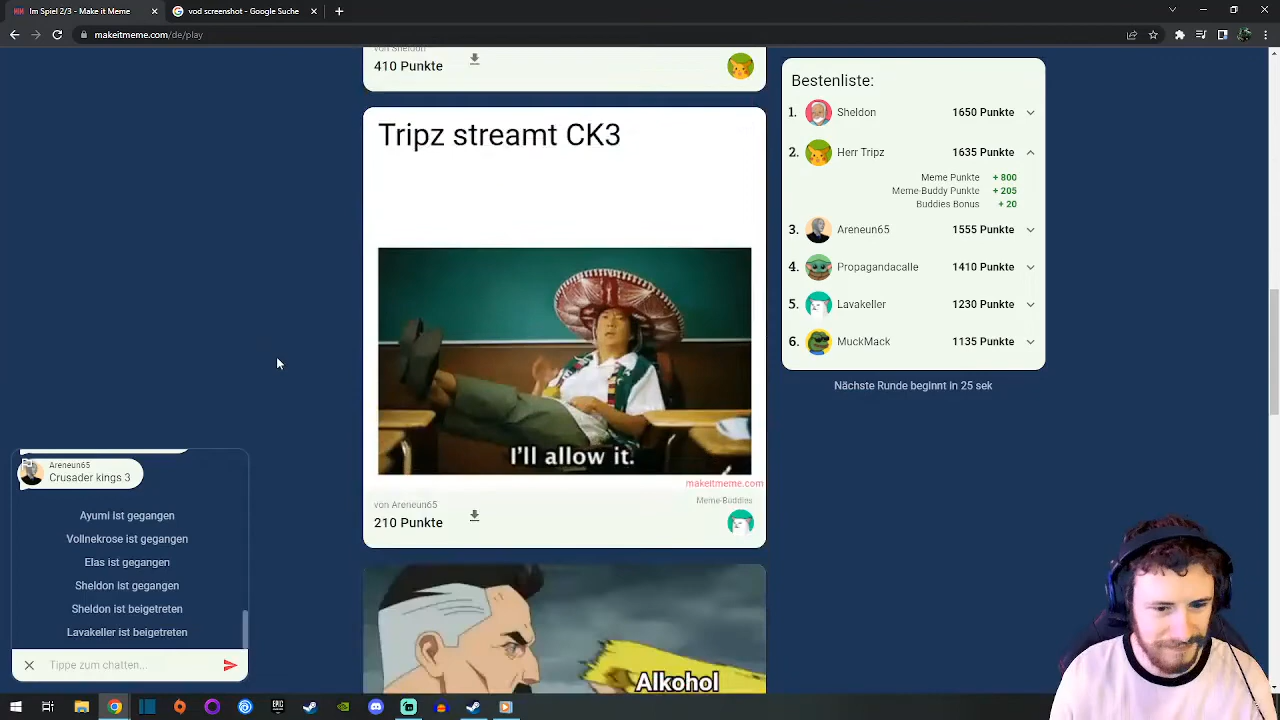 Im Spiel 2/3 - Make it Meme
vod screenshot - Google Suche
makeitmeme.com/de/play
von Sheldon
410 Punkte
Tripz streamt CK3
I'll allow it.
makeitmeme.com
von Areneun65
210 Punkte
Meme-Buddies
Alkohol
Bestenliste:
1. Sheldon 1650 Punkte
2. Herr Tripz 1635 Punkte
Meme Punkte + 800
Meme-Buddy Punkte + 205
Buddies Bonus + 20
3. Areneun65 1555 Punkte
4. Propagandacalle 1410 Punkte
5. Lavakeller 1230 Punkte
6. MuckMack 1135 Punkte
Nächste Runde beginnt in 25 sek
Areneun65
Crusader kings 3
Ayumi ist gegangen
Vollnekrose ist gegangen
Elas ist gegangen
Sheldon ist gegangen
Sheldon ist beigetreten
Lavakeller ist beigetreten
Tippe zum chatten...